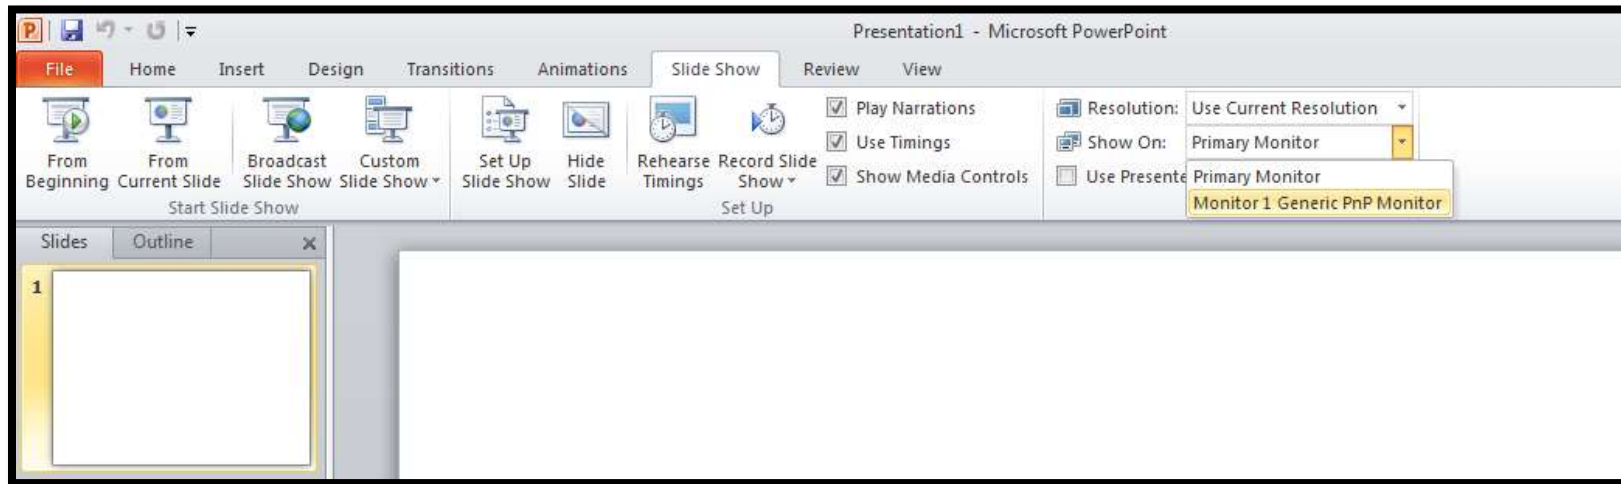 Presentation1 - Microsoft PowerPoint
File Home Insert Design Transitions Animations Slide Show Review View
From Beginning
From Current Slide
Broadcast Slide Show
Custom Slide Show
Start Slide Show
Set Up Slide Show
Hide Slide
Rehearse Timings
Record Slide Show
Play Narrations
Use Timings
Show Media Controls
Set Up
Resolution: Use Current Resolution
Show On: Primary Monitor
Use Presente
Primary Monitor
Monitor 1 Generic PnP Monitor
Slides Outline
1